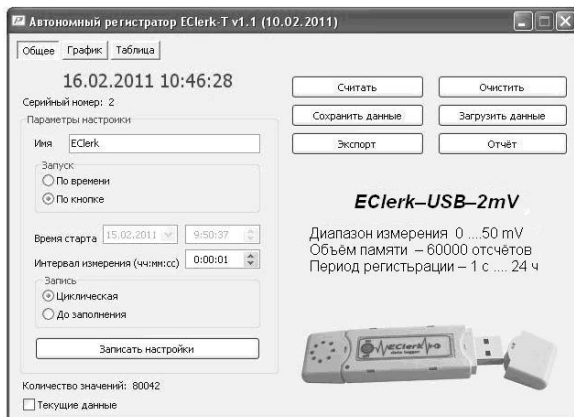 Автономный регистратор EClerk-T v1.1 (10.02.2011)
Общее График Таблица
16.02.2011 10:46:28
Серийный номер: 2
Параметры настройки
Имя EClerk
Запуск
По времени
По кнопке
Время старта 15.02.2011 9:50:37
Интервал измерения (чч:мм:сс) 0:00:01
Запись
Циклическая
До заполнения
Записать настройки
Количество значений: 80042
Текущие данные
Считать Очистить
Сохранить данные Загрузить данные
Экспорт Отчёт
EClerk–USB–2mV
Диапазон измерения 0 ....50 mV
Объём памяти – 60000 отсчётов
Период регистьрации – 1 с .... 24 ч
EClerk
data logger